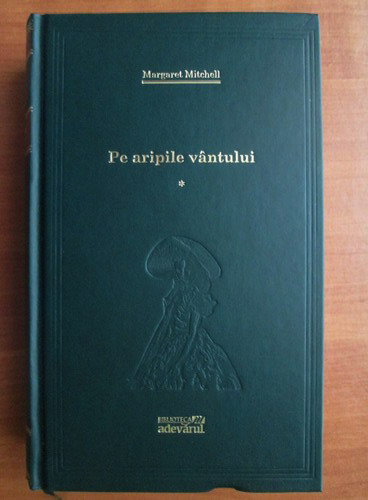 Margaret Mitchell
Pe aripile vântului
*
BIBLIOTECA
adevărul